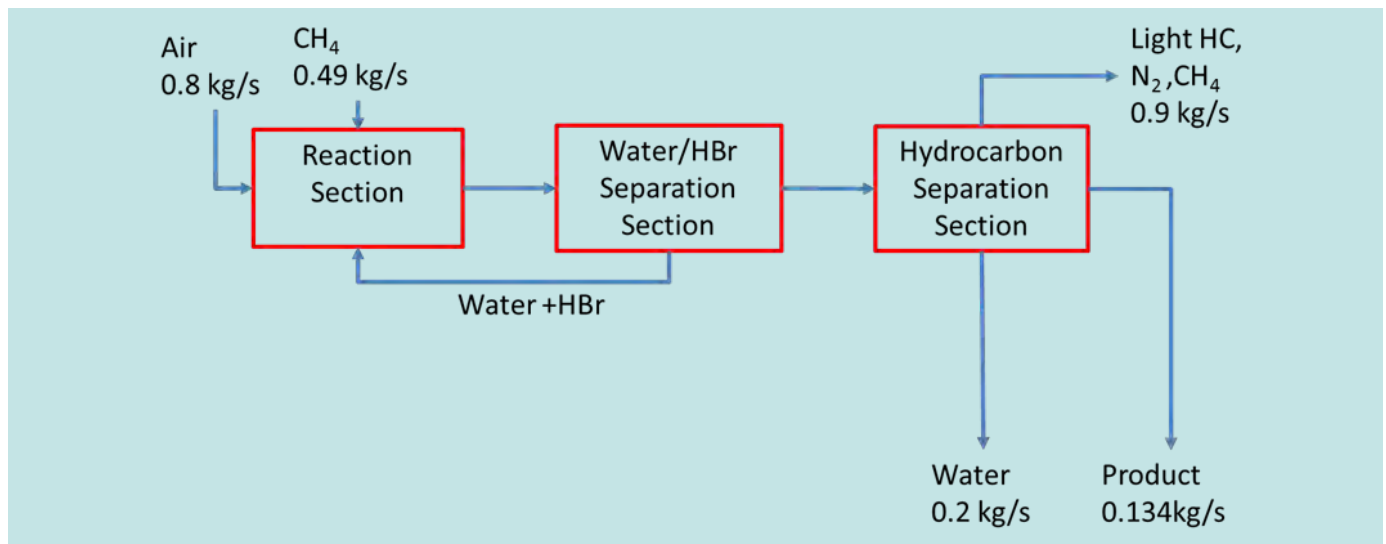 Air
0.8 kg/s
CH₄
0.49 kg/s
Reaction
Section
Water/HBr
Separation
Section
Hydrocarbon
Separation
Section
Light HC,
N₂ ,CH₄
0.9 kg/s
Water +HBr
Water
0.2 kg/s
Product
0.134kg/s